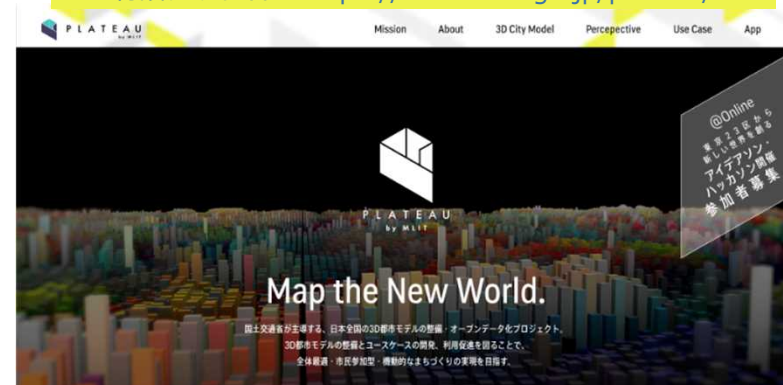 PLATEAU
by MLIT
Mission About 3D City Model Percepective Use Case App
@Online
東京23区から
新しい世界を創る
アイデアソン・
ハッカソン開催
参加者募集
PLATEAU
by MLIT
Map the New World.
国土交通省が主導する、日本全国の3D都市モデルの整備・オープンデータ化プロジェクト。
3D都市モデルの整備とユースケースの開発、利用促進を図ることで、
全体最適・市民参加型・機動的なまちづくりの実現を目指す。